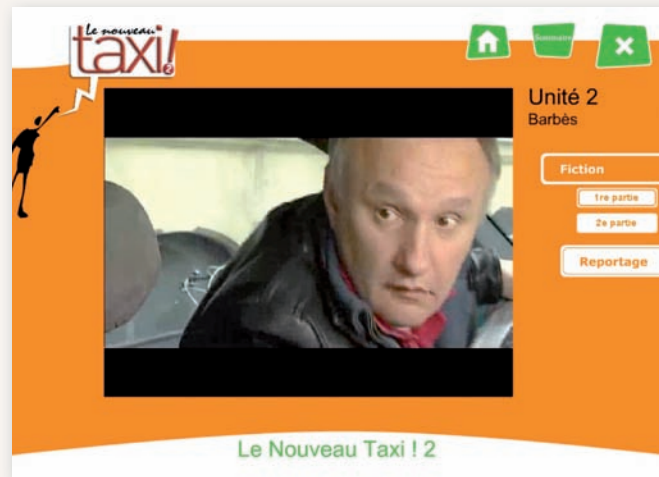 Le nouveau
taxi!
2
Sommaire
Unité 2
Barbès
Fiction
1re partie
2e partie
Reportage
Le Nouveau Taxi ! 2